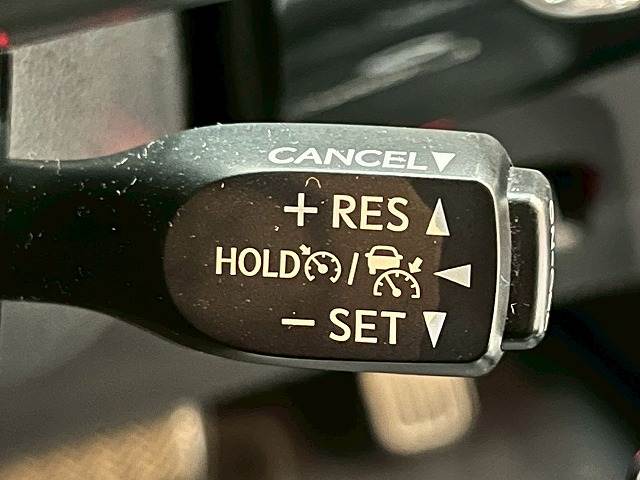 CANCEL▼
+ RES ▲
HOLD / ◀
− SET ▼